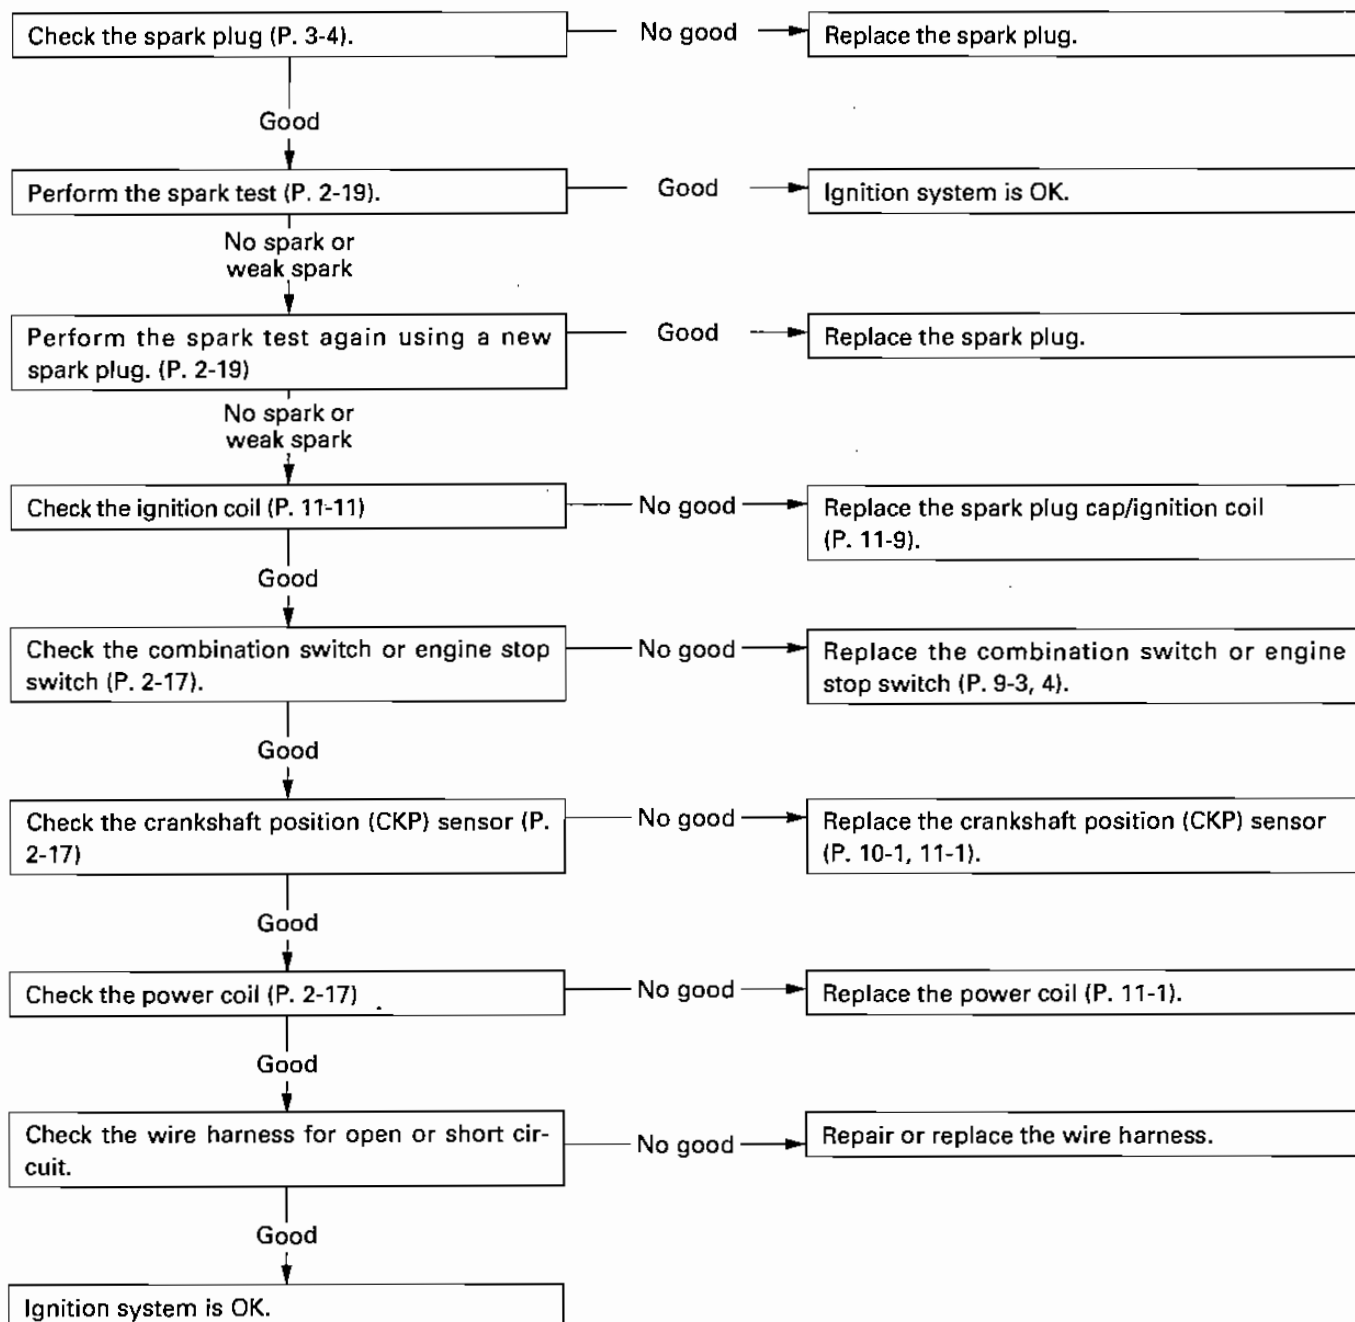 Check the spark plug (P. 3-4).
No good
Replace the spark plug.
Good
Perform the spark test (P. 2-19).
Good
Ignition system is OK.
No spark or
weak spark
Perform the spark test again using a new
spark plug. (P. 2-19)
Good
Replace the spark plug.
No spark or
weak spark
Check the ignition coil (P. 11-11)
No good
Replace the spark plug cap/ignition coil
(P. 11-9).
Good
Check the combination switch or engine stop
switch (P. 2-17).
No good
Replace the combination switch or engine
stop switch (P. 9-3, 4).
Good
Check the crankshaft position (CKP) sensor (P.
2-17)
No good
Replace the crankshaft position (CKP) sensor
(P. 10-1, 11-1).
Good
Check the power coil (P. 2-17)
No good
Replace the power coil (P. 11-1).
Good
Check the wire harness for open or short cir-
cuit.
No good
Repair or replace the wire harness.
Good
Ignition system is OK.